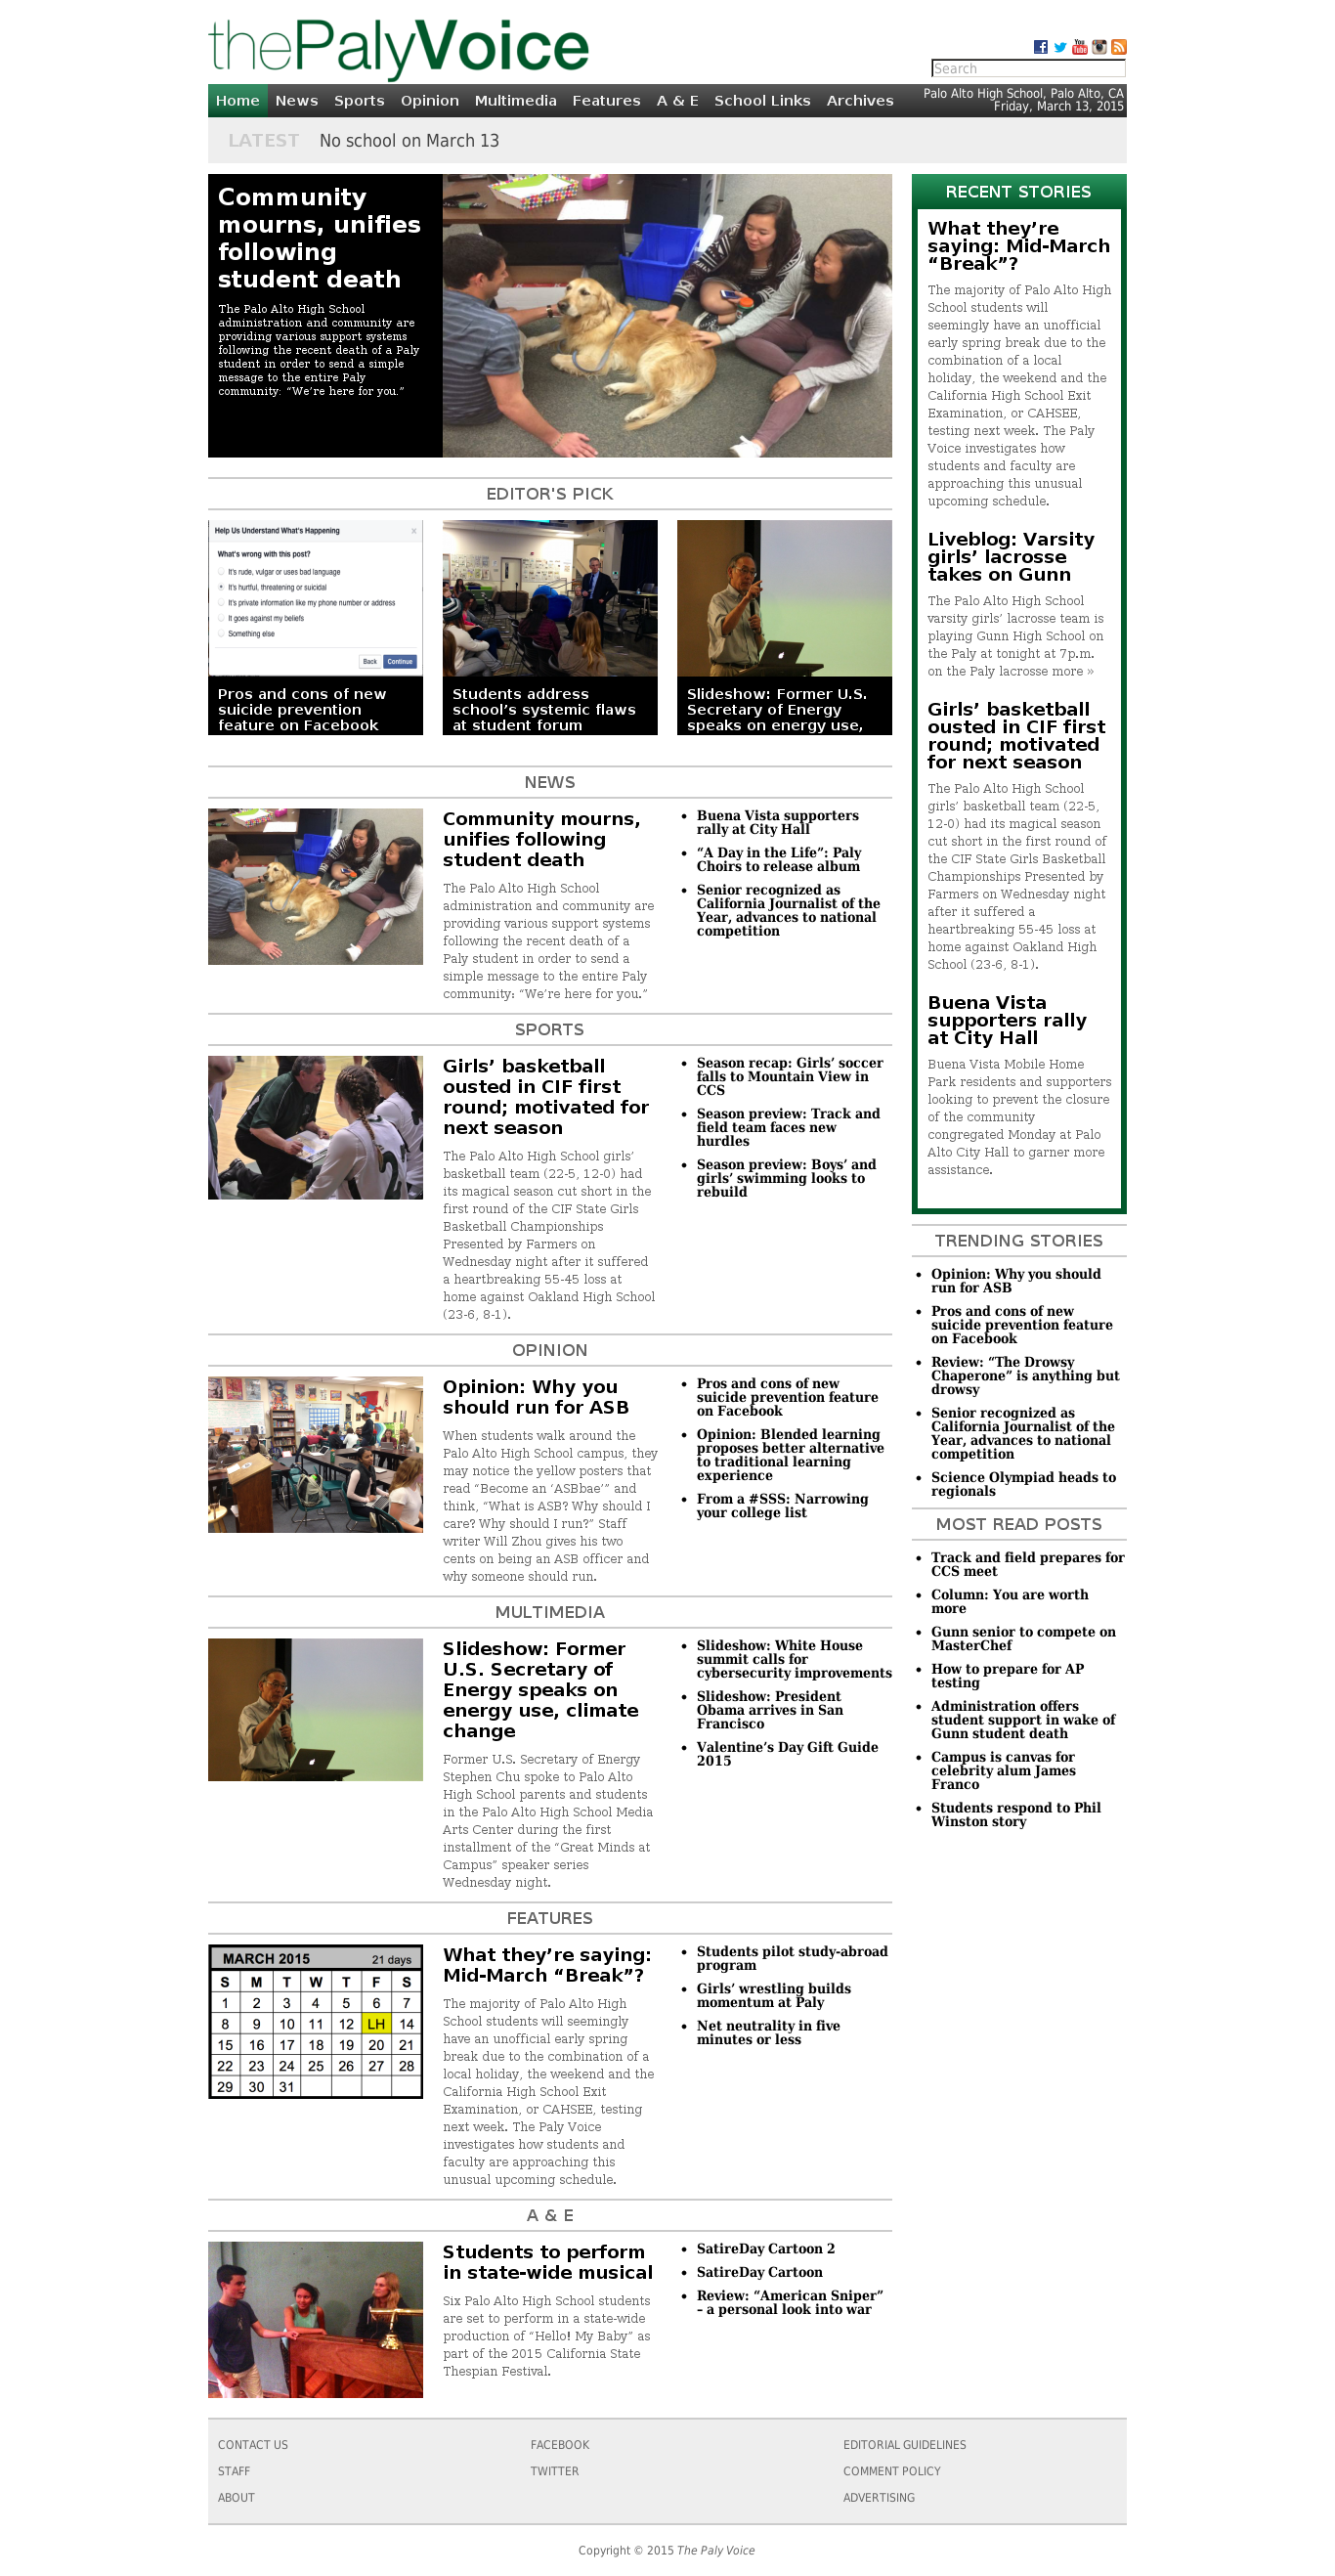 thePalyVoice
Search
Home News Sports Opinion Multimedia Features A & E School Links Archives
Palo Alto High School, Palo Alto, CA
Friday, March 13, 2015
LATEST No school on March 13
Community
mourns, unifies
following
student death
The Palo Alto High School
administration and community are
providing various support systems
following the recent death of a Paly
student in order to send a simple
message to the entire Paly
community: “We’re here for you.”
EDITOR'S PICK
Help Us Understand What's Happening
What's wrong with this post?
It's rude, vulgar or uses bad language
It's hurtful, threatening or suicidal
It's private information like my phone number or address
It goes against my beliefs
Something else
Back Continue
Pros and cons of new
suicide prevention
feature on Facebook
Students address
school’s systemic flaws
at student forum
Slideshow: Former U.S.
Secretary of Energy
speaks on energy use,
NEWS
Community mourns,
unifies following
student death
The Palo Alto High School
administration and community are
providing various support systems
following the recent death of a
Paly student in order to send a
simple message to the entire Paly
community: “We’re here for you.”
Buena Vista supporters
rally at City Hall
“A Day in the Life”: Paly
Choirs to release album
Senior recognized as
California Journalist of the
Year, advances to national
competition
SPORTS
Girls’ basketball
ousted in CIF first
round; motivated for
next season
The Palo Alto High School girls’
basketball team (22-5, 12-0) had
its magical season cut short in the
first round of the CIF State Girls
Basketball Championships
Presented by Farmers on
Wednesday night after it suffered
a heartbreaking 55-45 loss at
home against Oakland High School
(23-6, 8-1).
Season recap: Girls’ soccer
falls to Mountain View in
CCS
Season preview: Track and
field team faces new
hurdles
Season preview: Boys’ and
girls’ swimming looks to
rebuild
OPINION
Opinion: Why you
should run for ASB
When students walk around the
Palo Alto High School campus, they
may notice the yellow posters that
read “Become an ‘ASBbae’” and
think, “What is ASB? Why should I
care? Why should I run?” Staff
writer Will Zhou gives his two
cents on being an ASB officer and
why someone should run.
Pros and cons of new
suicide prevention feature
on Facebook
Opinion: Blended learning
proposes better alternative
to traditional learning
experience
From a #SSS: Narrowing
your college list
MULTIMEDIA
Slideshow: Former
U.S. Secretary of
Energy speaks on
energy use, climate
change
Former U.S. Secretary of Energy
Stephen Chu spoke to Palo Alto
High School parents and students
in the Palo Alto High School Media
Arts Center during the first
installment of the “Great Minds at
Campus” speaker series
Wednesday night.
Slideshow: White House
summit calls for
cybersecurity improvements
Slideshow: President
Obama arrives in San
Francisco
Valentine’s Day Gift Guide
2015
FEATURES
MARCH 2015 21 days
S M T W T F S
1 2 3 4 5 6 7
8 9 10 11 12 LH 14
15 16 17 18 19 20 21
22 23 24 25 26 27 28
29 30 31
What they’re saying:
Mid-March “Break”?
The majority of Palo Alto High
School students will seemingly
have an unofficial early spring
break due to the combination of a
local holiday, the weekend and the
California High School Exit
Examination, or CAHSEE, testing
next week. The Paly Voice
investigates how students and
faculty are approaching this
unusual upcoming schedule.
Students pilot study-abroad
program
Girls’ wrestling builds
momentum at Paly
Net neutrality in five
minutes or less
A & E
Students to perform
in state-wide musical
Six Palo Alto High School students
are set to perform in a state-wide
production of “Hello! My Baby” as
part of the 2015 California State
Thespian Festival.
SatireDay Cartoon 2
SatireDay Cartoon
Review: “American Sniper”
– a personal look into war
RECENT STORIES
What they’re
saying: Mid-March
“Break”?
The majority of Palo Alto High
School students will
seemingly have an unofficial
early spring break due to the
combination of a local
holiday, the weekend and the
California High School Exit
Examination, or CAHSEE,
testing next week. The Paly
Voice investigates how
students and faculty are
approaching this unusual
upcoming schedule.
Liveblog: Varsity
girls’ lacrosse
takes on Gunn
The Palo Alto High School
varsity girls’ lacrosse team is
playing Gunn High School on
the Paly at tonight at 7p.m.
on the Paly lacrosse more »
Girls’ basketball
ousted in CIF first
round; motivated
for next season
The Palo Alto High School
girls’ basketball team (22-5,
12-0) had its magical season
cut short in the first round of
the CIF State Girls Basketball
Championships Presented by
Farmers on Wednesday night
after it suffered a
heartbreaking 55-45 loss at
home against Oakland High
School (23-6, 8-1).
Buena Vista
supporters rally
at City Hall
Buena Vista Mobile Home
Park residents and supporters
looking to prevent the closure
of the community
congregated Monday at Palo
Alto City Hall to garner more
assistance.
TRENDING STORIES
Opinion: Why you should
run for ASB
Pros and cons of new
suicide prevention feature
on Facebook
Review: “The Drowsy
Chaperone” is anything but
drowsy
Senior recognized as
California Journalist of the
Year, advances to national
competition
Science Olympiad heads to
regionals
MOST READ POSTS
Track and field prepares for
CCS meet
Column: You are worth
more
Gunn senior to compete on
MasterChef
How to prepare for AP
testing
Administration offers
student support in wake of
Gunn student death
Campus is canvas for
celebrity alum James
Franco
Students respond to Phil
Winston story
CONTACT US
STAFF
ABOUT
FACEBOOK
TWITTER
EDITORIAL GUIDELINES
COMMENT POLICY
ADVERTISING
Copyright © 2015 The Paly Voice